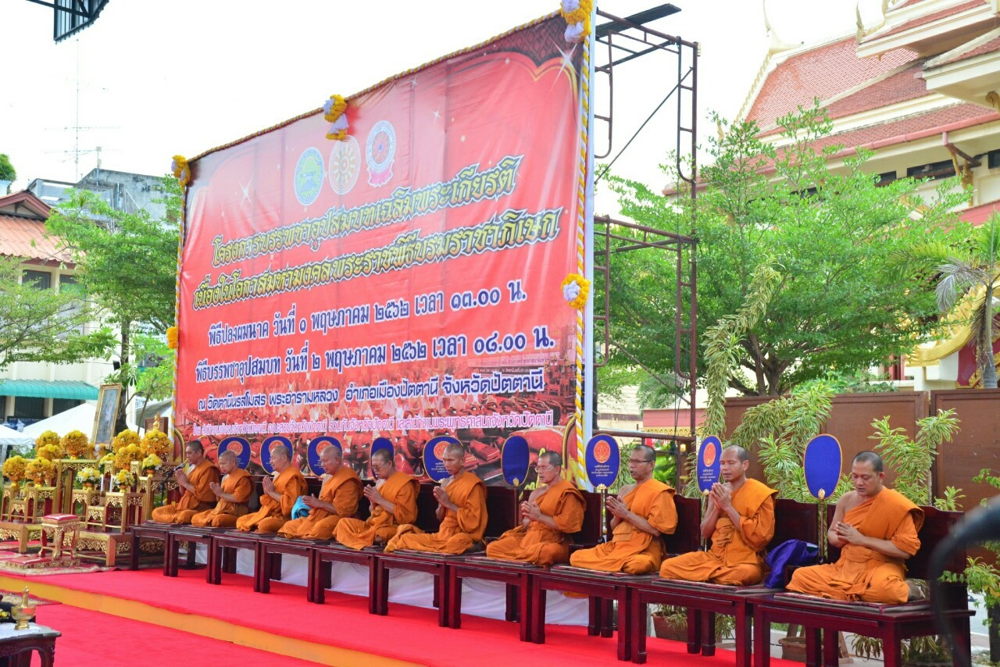 โครงการบรรพชาอุปสมบทเฉลิมพระเกียรติ
เนื่องในโอกาสมหามงคลพระราชพิธีบรมราชาภิเษก
พิธีปลงผมนาค วันที่ ๑ พฤษภาคม ๒๕๖๒ เวลา ๑๓.๐๐ น.
พิธีบรรพชาอุปสมบท วันที่ ๒ พฤษภาคม ๒๕๖๒ เวลา ๐๘.๐๐ น.
ณ วัดตานีนรสโมสร พระอารามหลวง อำเภอเมืองปัตตานี จังหวัดปัตตานี
ร่วมกับจังหวัดปัตตานี และสำนักงานพระพุทธศาสนาจังหวัดปัตตานี